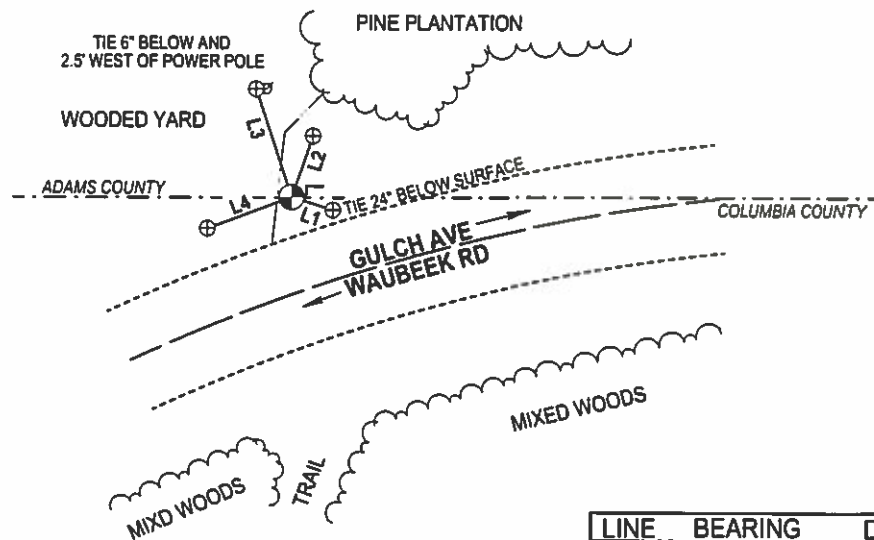 PINE PLANTATION
TIE 6" BELOW AND
2.5' WEST OF POWER POLE
WOODED YARD
L3
L2
ADAMS COUNTY
L4
L1
TIE 24" BELOW SURFACE
COLUMBIA COUNTY
GULCH AVE
WAUBEEK RD
MIXED WOODS
MIXD WOODS
TRAIL
LINE BEARING